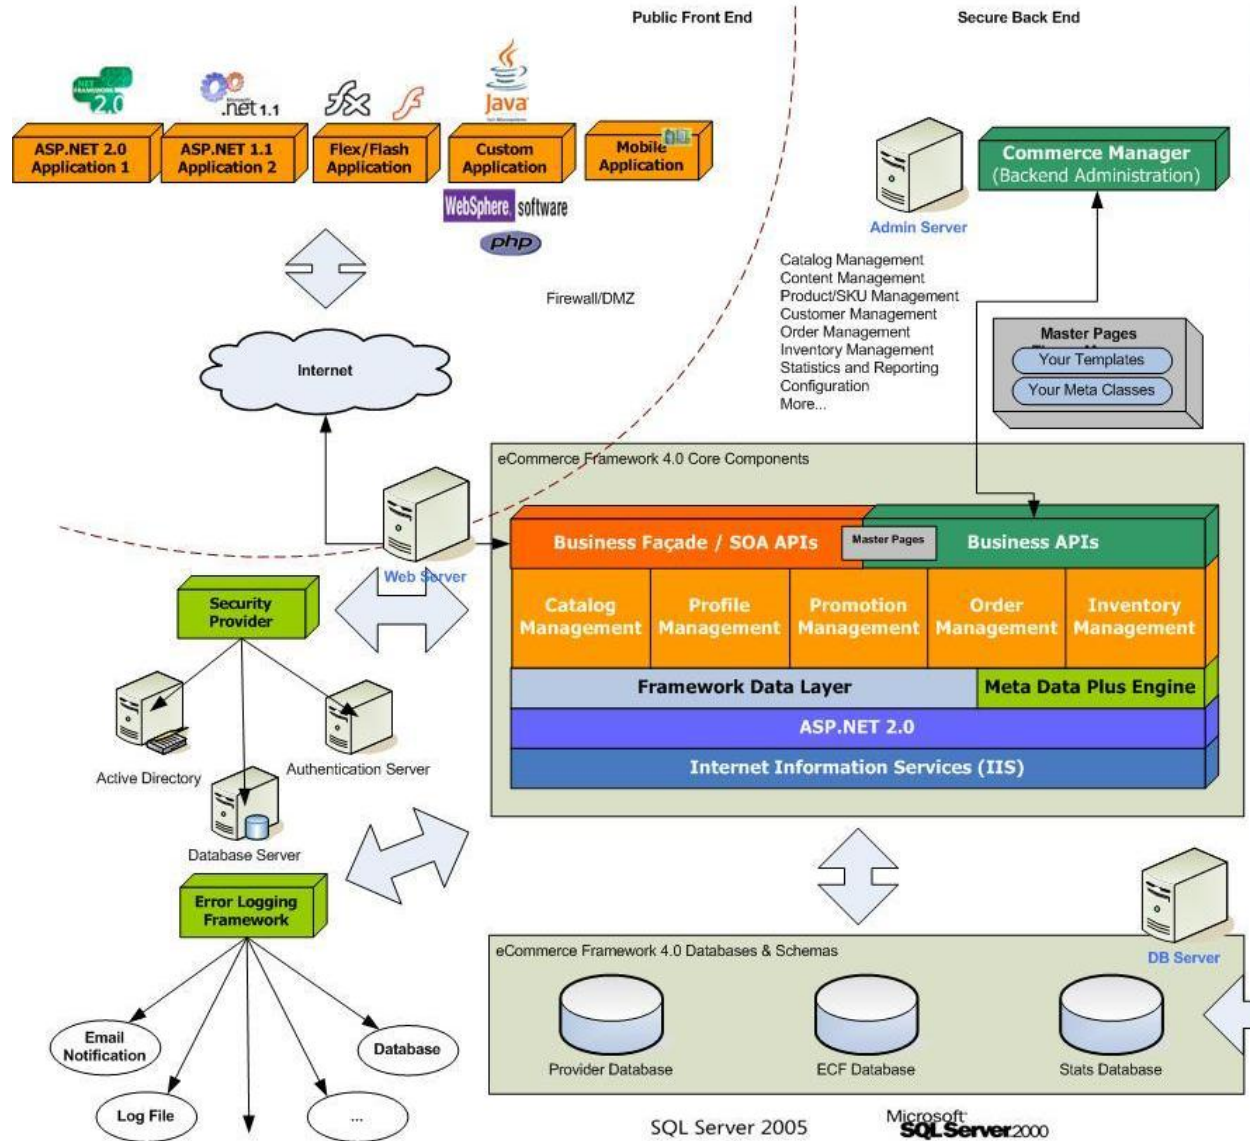 Public Front End
Secure Back End
NET
FRAMEWORK
2.0
Microsoft
.net 1.1
fx
f
Java
ASP.NET 2.0
Application 1
ASP.NET 1.1
Application 2
Flex/Flash
Application
Custom
Application
Mobile
Application
WebSphere. software
php
Commerce Manager
(Backend Administration)
Admin Server
Catalog Management
Content Management
Product/SKU Management
Customer Management
Order Management
Inventory Management
Statistics and Reporting
Configuration
More...
Firewall/DMZ
Internet
Master Pages
Your Templates
Your Meta Classes
eCommerce Framework 4.0 Core Components
Web Server
Business Façade / SOA APIs
Master Pages
Business APIs
Catalog
Management
Profile
Management
Promotion
Management
Order
Management
Inventory
Management
Framework Data Layer
Meta Data Plus Engine
ASP.NET 2.0
Internet Information Services (IIS)
Security
Provider
Active Directory
Authentication Server
Database Server
Error Logging
Framework
Email
Notification
Log File
...
Database
eCommerce Framework 4.0 Databases & Schemas
DB Server
Provider Database
ECF Database
Stats Database
SQL Server 2005
Microsoft
SQL Server 2000